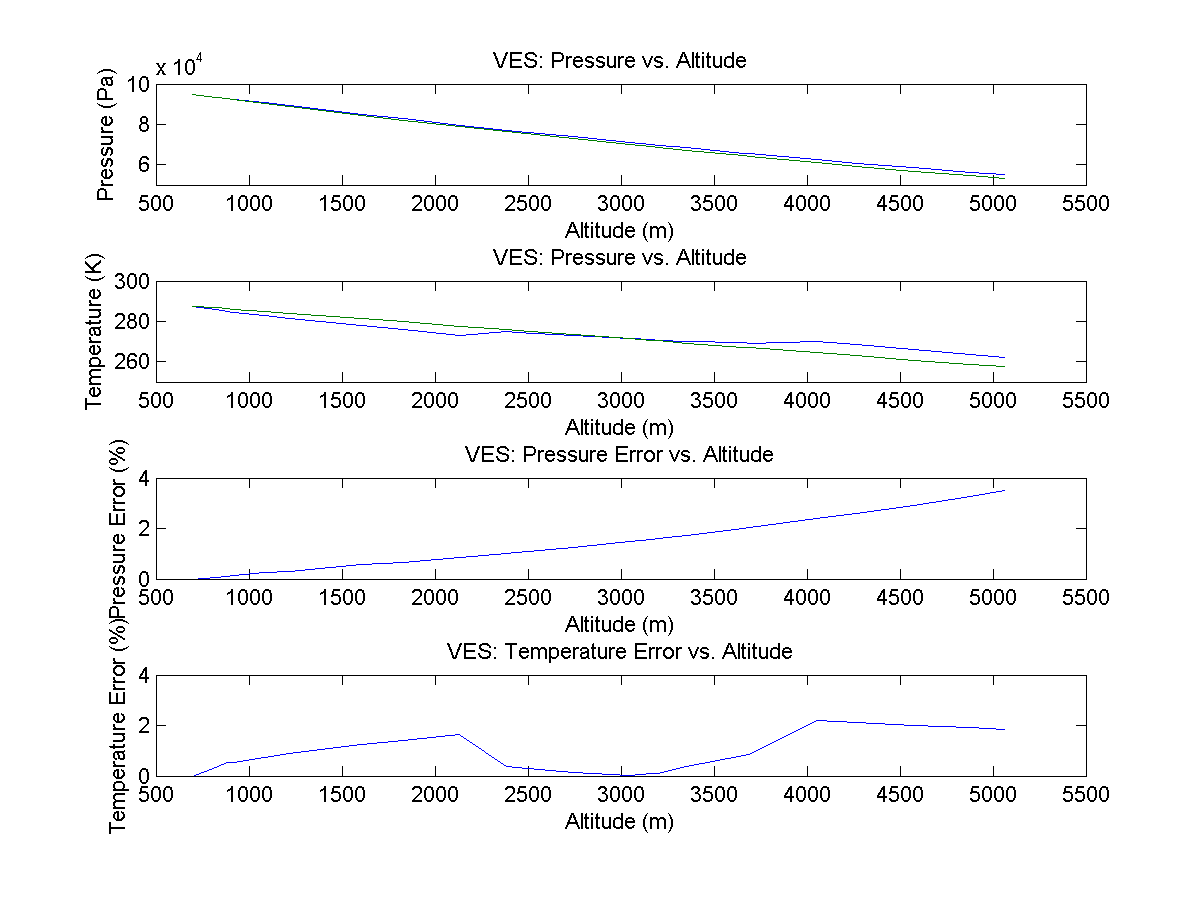 VES: Pressure vs. Altitude
x 10^4
Pressure (Pa)
10
8
6
500 1000 1500 2000 2500 3000 3500 4000 4500 5000 5500
Altitude (m)
VES: Pressure vs. Altitude
Temperature (K)
300
280
260
500 1000 1500 2000 2500 3000 3500 4000 4500 5000 5500
Altitude (m)
VES: Pressure Error vs. Altitude
Pressure Error (%)
4
2
0
500 1000 1500 2000 2500 3000 3500 4000 4500 5000 5500
Altitude (m)
VES: Temperature Error vs. Altitude
Temperature Error (%)
4
2
0
500 1000 1500 2000 2500 3000 3500 4000 4500 5000 5500
Altitude (m)